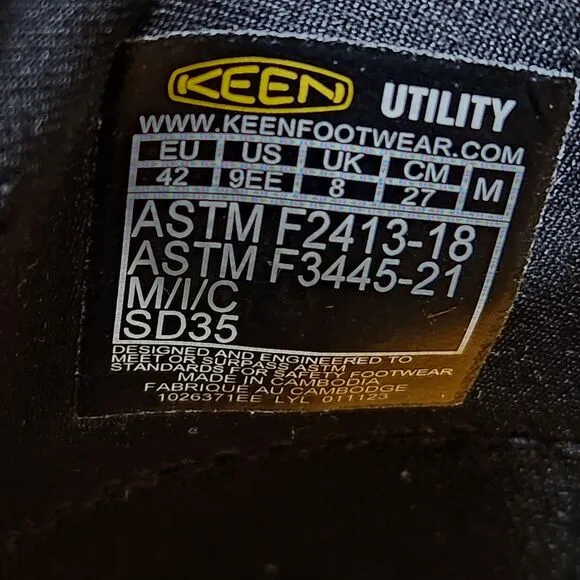 KEEN UTILITY
WWW.KEENFOOTWEAR.COM
EU US UK CM M
42 9EE 8 27
ASTM F2413-18
ASTM F3445-21
M/I/C
SD35
DESIGNED AND ENGINEERED TO
MEET OR SURPASS ASTM
STANDARDS FOR SAFETY FOOTWEAR
MADE IN CAMBODIA
FABRIQUE AU CAMBODGE
1026371EE LYL 011123